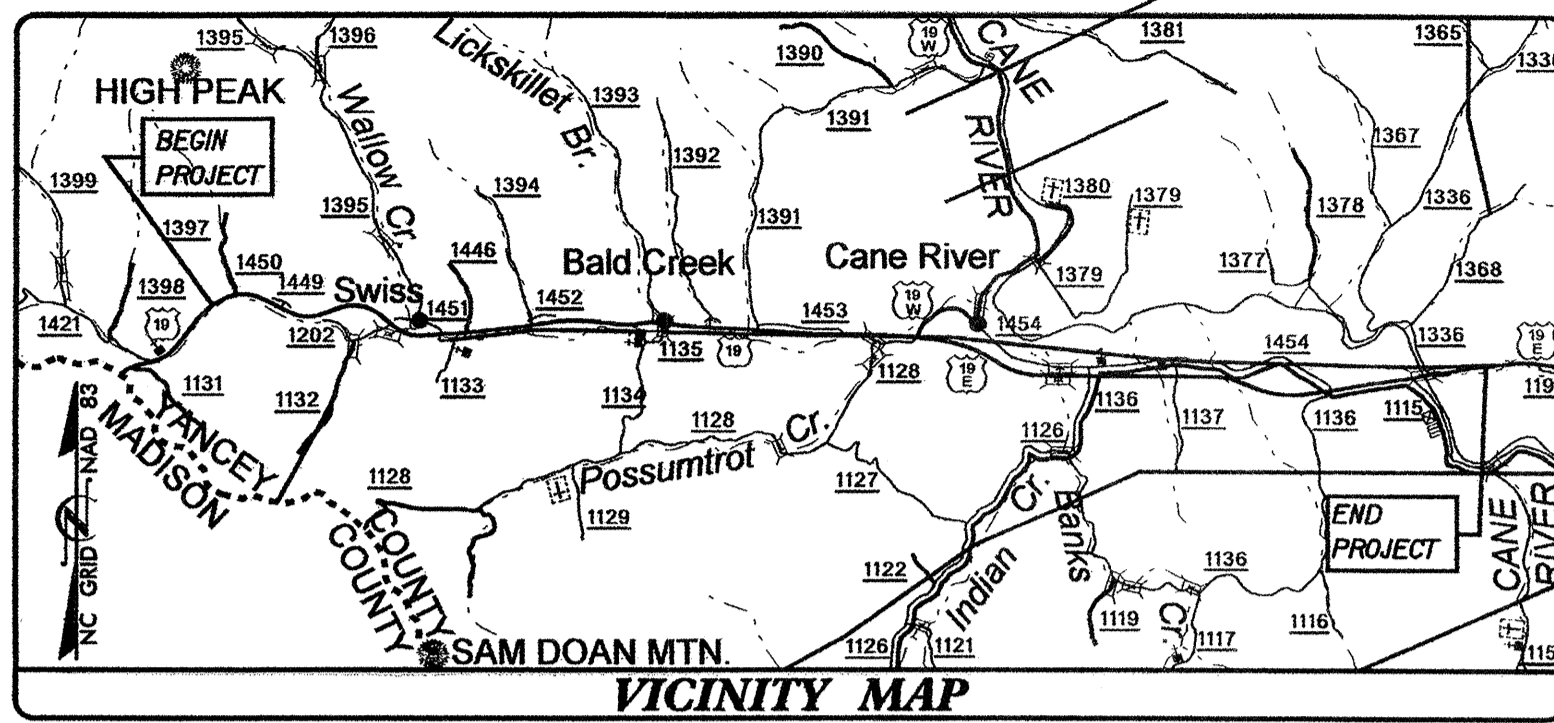 1395
1396
Lickskillet Br.
1390
19
W
CANE
RIVER
1381
1365
HIGH PEAK
Wallow Cr.
1393
1391
BEGIN
PROJECT
1392
1367
1399
1394
1380
1379
1378
1336
1397
1395
1391
1450
1446
Bald Creek
Cane River
1379
1377
1368
1398
1449
Swiss
1451
1452
1453
19
W
1454
1421
19
1202
1135
19
1128
19
E
1454
1336
19
E
1131
1132
1133
1134
1136
1137
1136
1115
YANCEY
MADISON
NC GRID NAD 83
1128
Cr.
1126
Possumtrot
1128
1127
Cr.
Banks
1129
COUNTY
COUNTY
END
PROJECT
CANE
RIVER
1122
Indian
1136
1119
Cr.
1117
1116
SAM DOAN MTN.
1126
1121
VICINITY MAP